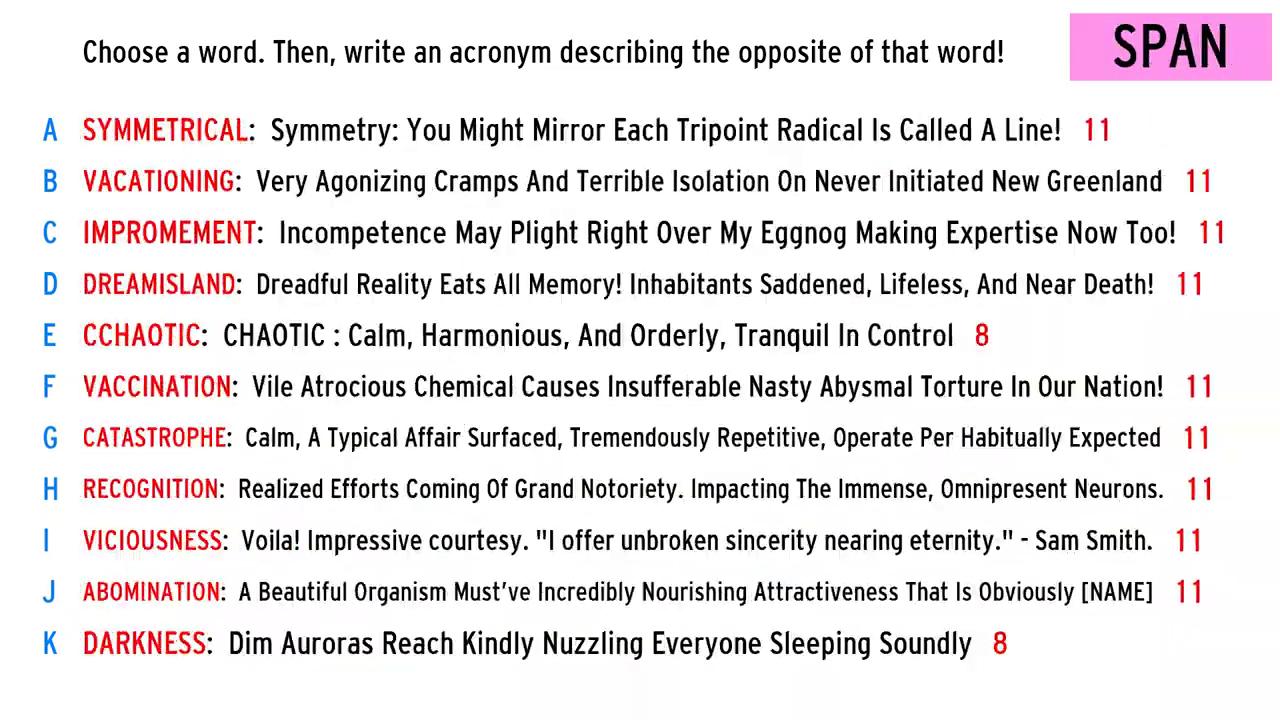 Choose a word. Then, write an acronym describing the opposite of that word!
SPAN
A SYMMETRICAL: Symmetry: You Might Mirror Each Tripoint Radical Is Called A Line! 11
B VACATIONING: Very Agonizing Cramps And Terrible Isolation On Never Initiated New Greenland 11
C IMPROMEMENT: Incompetence May Plight Right Over My Eggnog Making Expertise Now Too! 11
D DREAMISLAND: Dreadful Reality Eats All Memory! Inhabitants Saddened, Lifeless, And Near Death! 11
E CCHAOTIC: CHAOTIC : Calm, Harmonious, And Orderly, Tranquil In Control 8
F VACCINATION: Vile Atrocious Chemical Causes Insufferable Nasty Abysmal Torture In Our Nation! 11
G CATASTROPHE: Calm, A Typical Affair Surfaced, Tremendously Repetitive, Operate Per Habitually Expected 11
H RECOGNITION: Realized Efforts Coming Of Grand Notoriety. Impacting The Immense, Omnipresent Neurons. 11
I VICIOUSNESS: Voila! Impressive courtesy. "I offer unbroken sincerity nearing eternity." - Sam Smith. 11
J ABOMINATION: A Beautiful Organism Must've Incredibly Nourishing Attractiveness That Is Obviously [NAME] 11
K DARKNESS: Dim Auroras Reach Kindly Nuzzling Everyone Sleeping Soundly 8